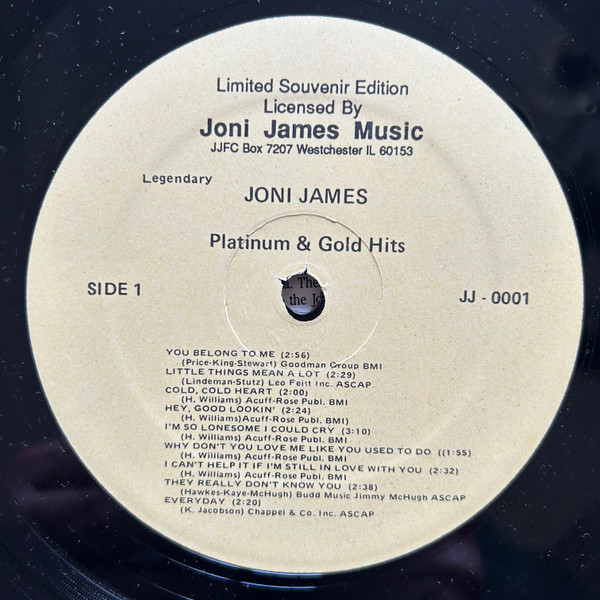 Limited Souvenir Edition
Licensed By
Joni James Music
JJFC Box 7207 Westchester IL 60153
Legendary
JONI JAMES
Platinum & Gold Hits
SIDE 1
JJ - 0001
. The
the Jo
YOU BELONG TO ME (2:56)
(Price-King-Stewart) Goodman Group BMI
LITTLE THINGS MEAN A LOT (2:29)
(Lindeman-Stutz) Leo Feist Inc. ASCAP
COLD, COLD HEART (2:00)
(H. Williams) Acuff-Rose Publ. BMI
HEY, GOOD LOOKIN' (2:24)
(H. Williams) Acuff-Rose Publ. BMI)
I'M SO LONESOME I COULD CRY (3:10)
(H. Williams) Acuff-Rose Publ. BMI
WHY DON'T YOU LOVE ME LIKE YOU USED TO DO ((1:55)
(H. Williams) Acuff-Rose Publ. BMI
I CAN'T HELP IT IF I'M STILL IN LOVE WITH YOU (2:32)
(H. Williams) Acuff-Rose Publ. BMI
THEY REALLY DON'T KNOW YOU (2:38)
(Hawkes-Kaye-McHugh) Budd Music Jimmy McHugh ASCAP
EVERYDAY (2:20)
(K. Jacobson) Chappel & Co. Inc. ASCAP